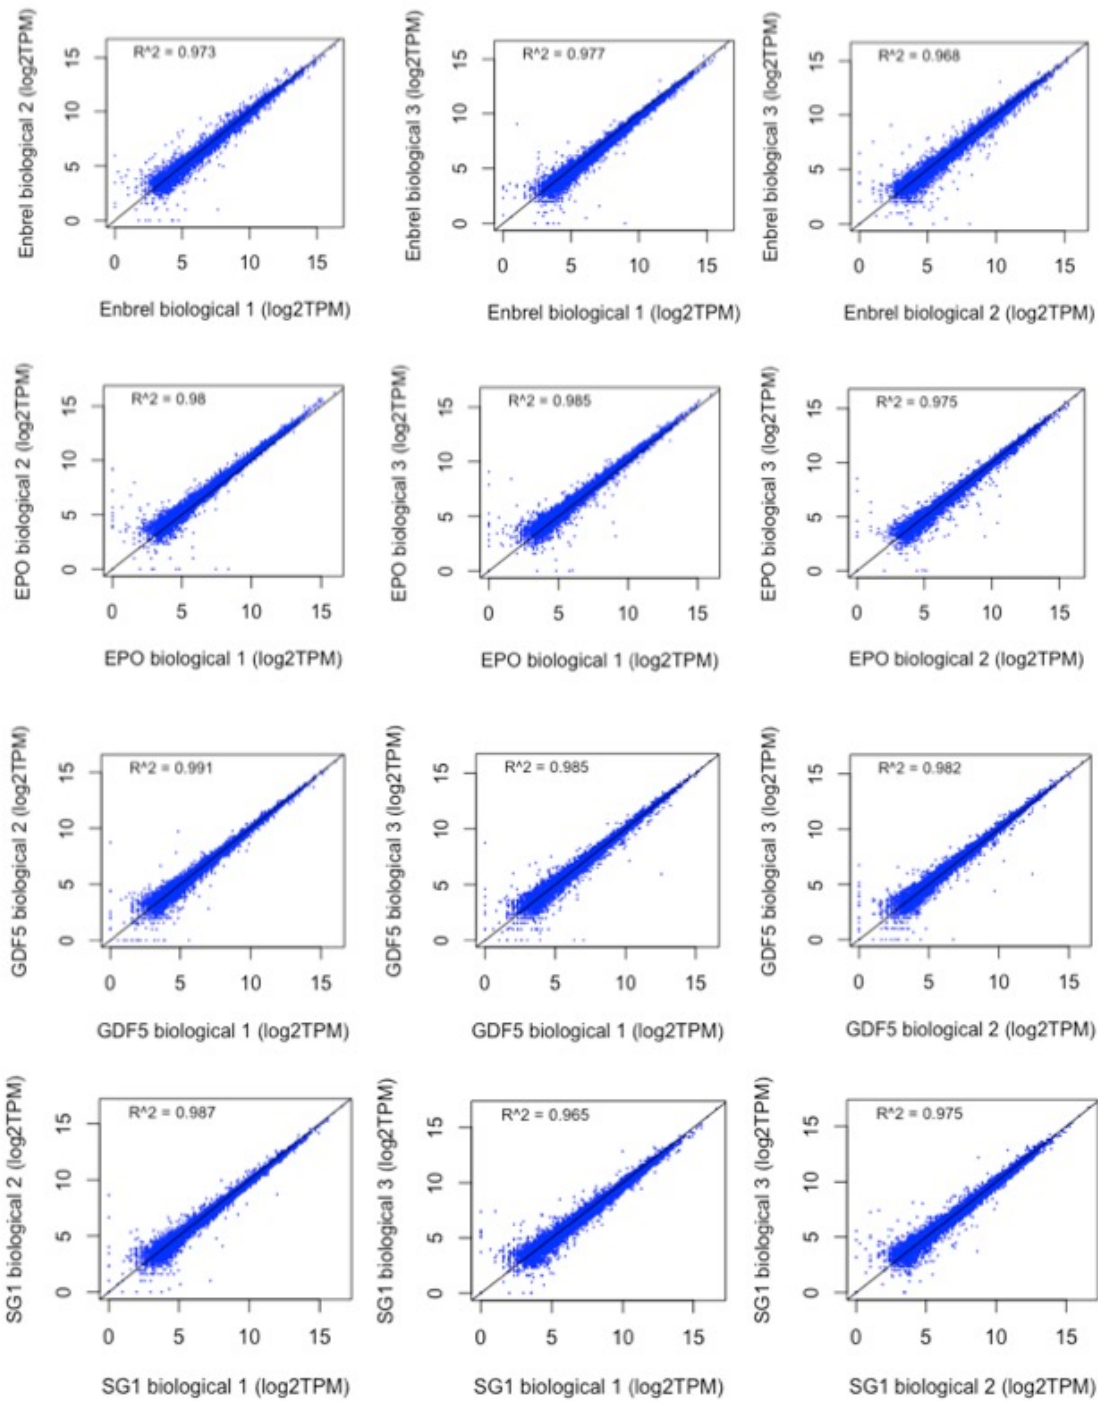 R^2 = 0.973
15
10
5
0
0 5 10 15
Enbrel biological 2 (log2TPM)
Enbrel biological 1 (log2TPM)
R^2 = 0.977
15
10
5
0
0 5 10 15
Enbrel biological 3 (log2TPM)
Enbrel biological 1 (log2TPM)
R^2 = 0.968
15
10
5
0
0 5 10 15
Enbrel biological 3 (log2TPM)
Enbrel biological 2 (log2TPM)
R^2 = 0.98
15
10
5
0
0 5 10 15
EPO biological 2 (log2TPM)
EPO biological 1 (log2TPM)
R^2 = 0.985
15
10
5
0
0 5 10 15
EPO biological 3 (log2TPM)
EPO biological 1 (log2TPM)
R^2 = 0.975
15
10
5
0
0 5 10 15
EPO biological 3 (log2TPM)
EPO biological 2 (log2TPM)
R^2 = 0.991
15
10
5
0
0 5 10 15
GDF5 biological 2 (log2TPM)
GDF5 biological 1 (log2TPM)
R^2 = 0.985
15
10
5
0
0 5 10 15
GDF5 biological 3 (log2TPM)
GDF5 biological 1 (log2TPM)
R^2 = 0.982
15
10
5
0
0 5 10 15
GDF5 biological 3 (log2TPM)
GDF5 biological 2 (log2TPM)
R^2 = 0.987
15
10
5
0
0 5 10 15
SG1 biological 2 (log2TPM)
SG1 biological 1 (log2TPM)
R^2 = 0.965
15
10
5
0
0 5 10 15
SG1 biological 3 (log2TPM)
SG1 biological 1 (log2TPM)
R^2 = 0.975
15
10
5
0
0 5 10 15
SG1 biological 3 (log2TPM)
SG1 biological 2 (log2TPM)